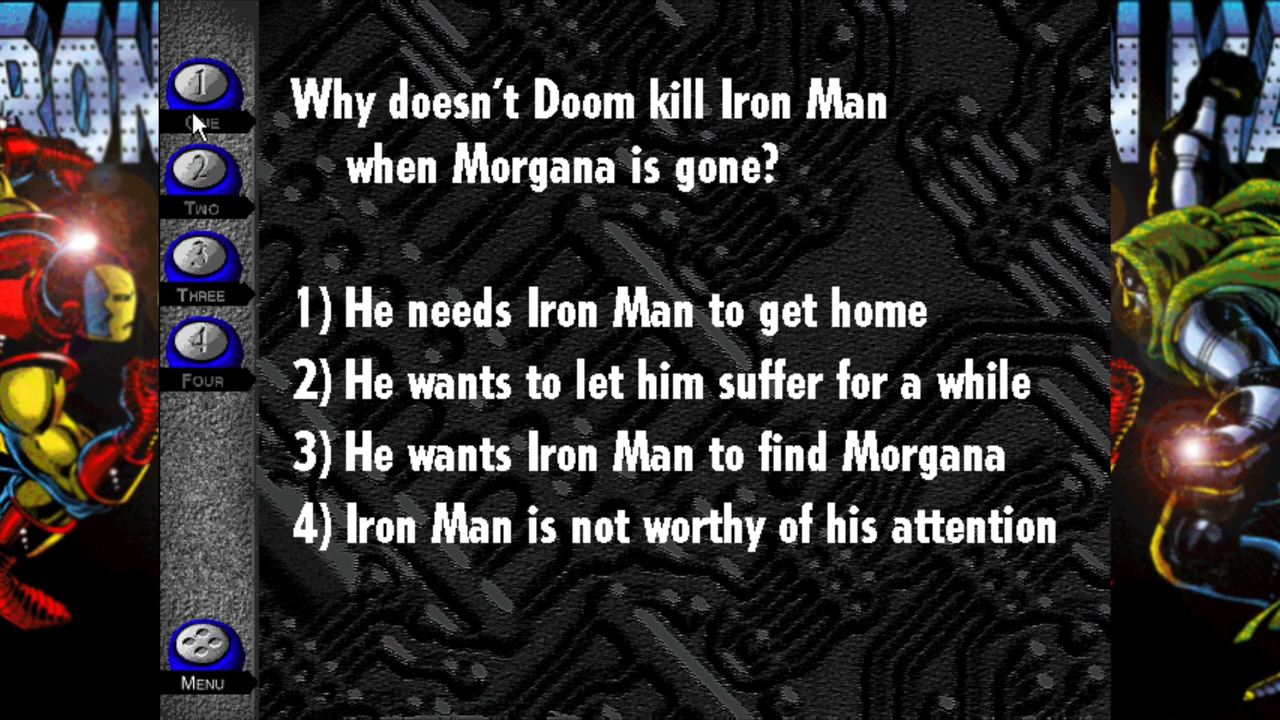 Why doesn't Doom kill Iron Man
when Morgana is gone?
1) He needs Iron Man to get home
2) He wants to let him suffer for a while
3) He wants Iron Man to find Morgana
4) Iron Man is not worthy of his attention
1
ONE
2
TWO
3
THREE
4
FOUR
MENU